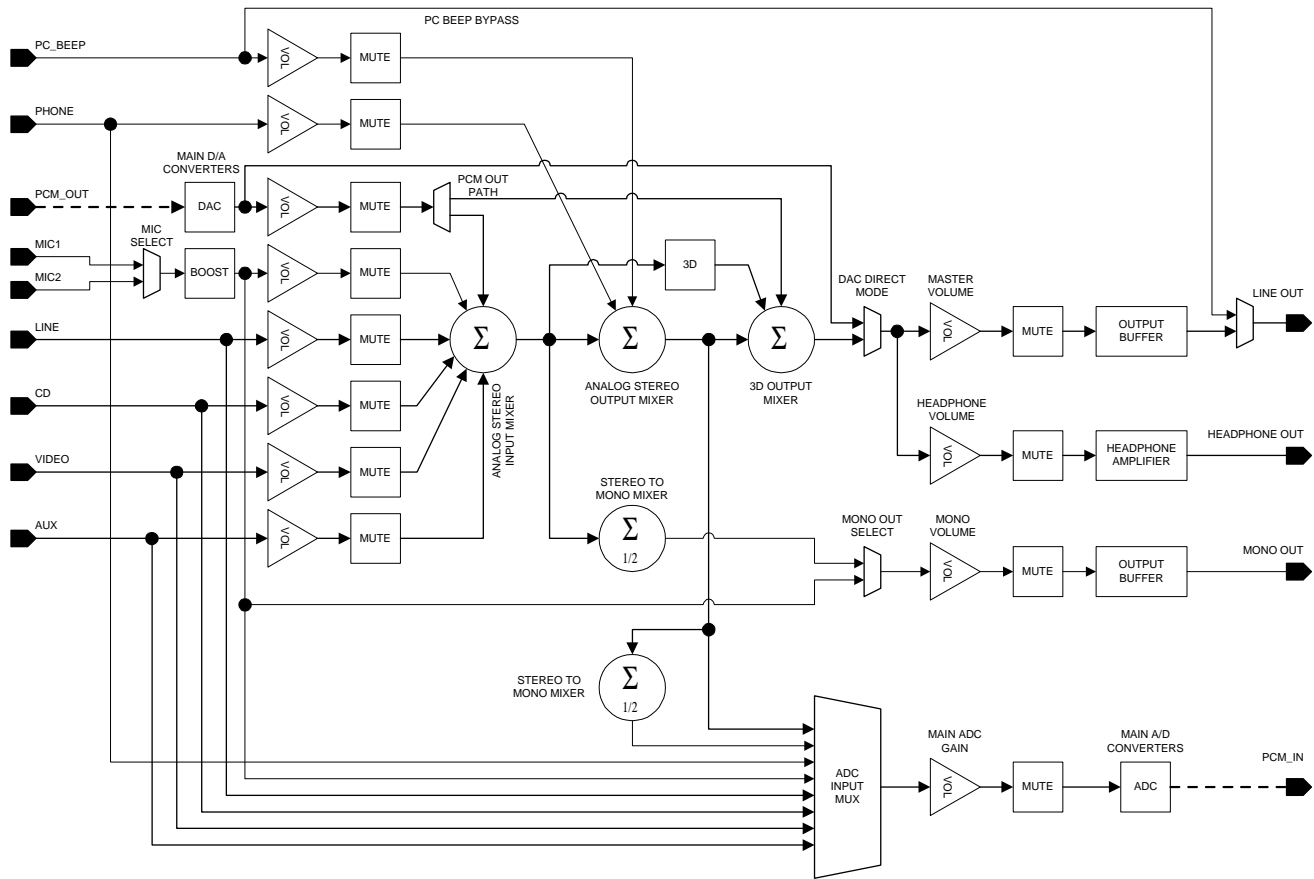 PC BEEP BYPASS
PC_BEEP
VOL
MUTE
PHONE
VOL
MUTE
MAIN D/A
CONVERTERS
PCM_OUT
DAC
VOL
MUTE
PCM OUT
PATH
MIC1
MIC2
MIC
SELECT
BOOST
VOL
MUTE
3D
LINE
VOL
MUTE
Σ
ANALOG STEREO
INPUT MIXER
Σ
ANALOG STEREO
OUTPUT MIXER
Σ
3D OUTPUT
MIXER
DAC DIRECT
MODE
MASTER
VOLUME
VOL
MUTE
OUTPUT
BUFFER
LINE OUT
CD
VOL
MUTE
HEADPHONE
VOLUME
VOL
MUTE
HEADPHONE
AMPLIFIER
HEADPHONE OUT
VIDEO
VOL
MUTE
AUX
VOL
MUTE
STEREO TO
MONO MIXER
Σ
1/2
MONO OUT
SELECT
MONO
VOLUME
VOL
MUTE
OUTPUT
BUFFER
MONO OUT
STEREO TO
MONO MIXER
Σ
1/2
ADC
INPUT
MUX
MAIN ADC
GAIN
VOL
MUTE
MAIN A/D
CONVERTERS
ADC
PCM_IN